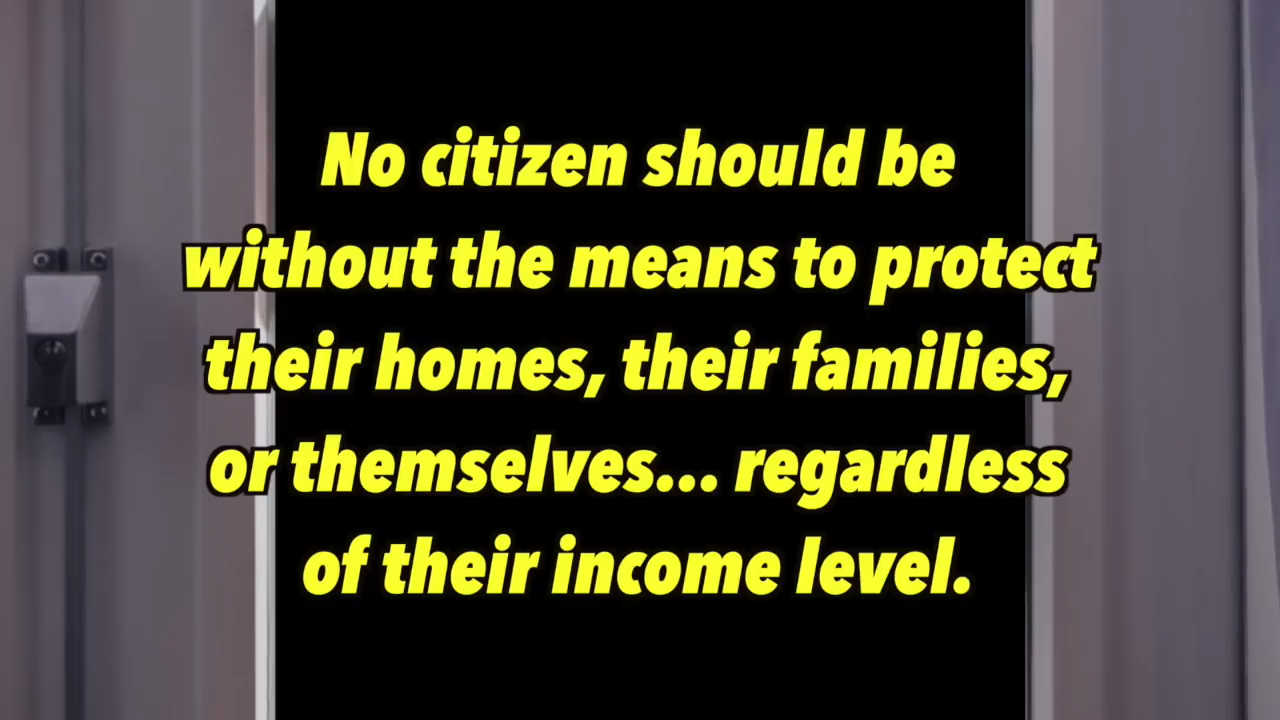 No citizen should be
without the means to protect
their homes, their families,
or themselves... regardless
of their income level.